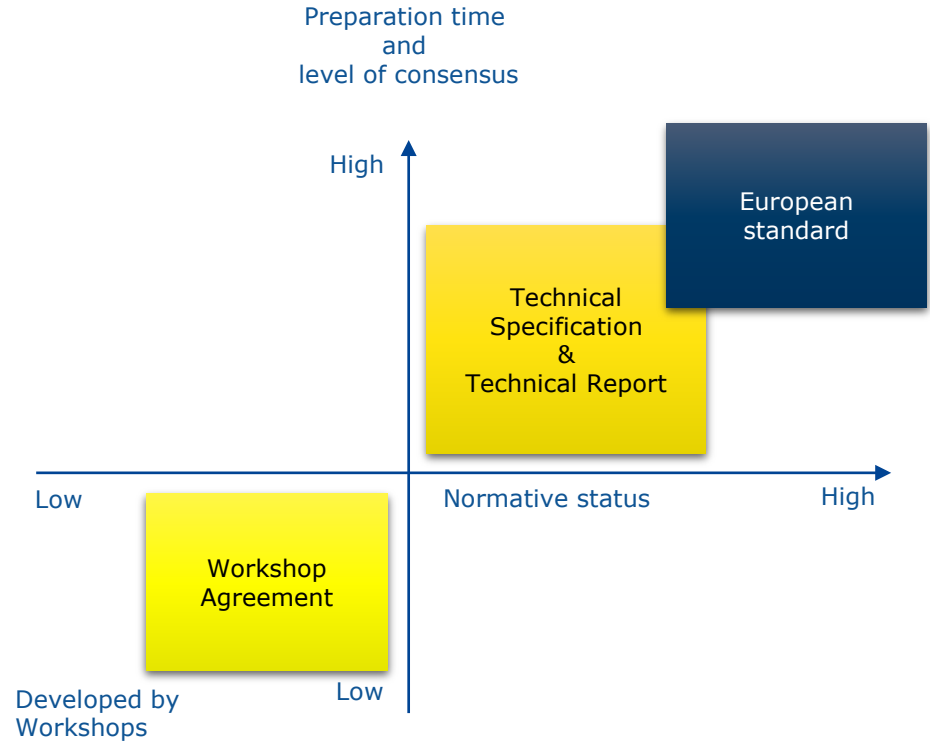 Preparation time
and
level of consensus
High
European
standard
Technical
Specification
&
Technical Report
Low
Normative status
High
Workshop
Agreement
Low
Developed by
Workshops